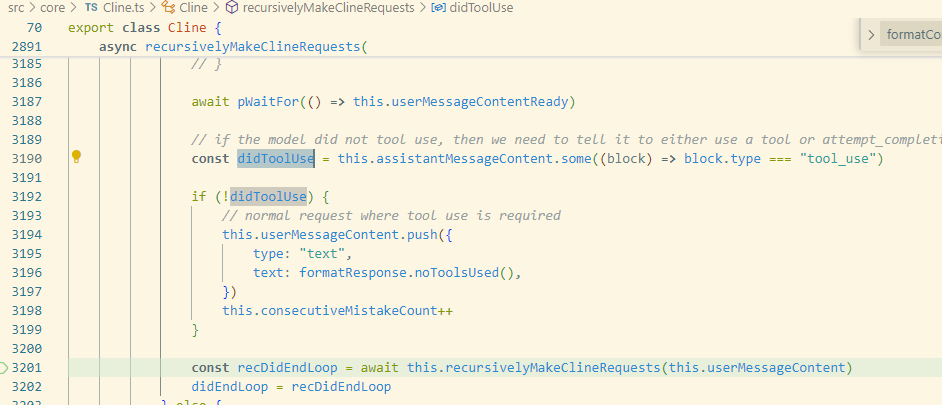 src > core > TS Cline.ts > Cline > recursivelyMakeClineRequests > didToolUse
70 export class Cline {
2891 async recursivelyMakeClineRequests(
> formatCo
3185 // }
3186
3187 await pWaitFor(() => this.userMessageContentReady)
3188
3189 // if the model did not tool use, then we need to tell it to either use a tool or attempt_completi
3190 const didToolUse = this.assistantMessageContent.some((block) => block.type === "tool_use")
3191
3192 if (!didToolUse) {
3193 // normal request where tool use is required
3194 this.userMessageContent.push({
3195 type: "text",
3196 text: formatResponse.noToolsUsed(),
3197 })
3198 this.consecutiveMistakeCount++
3199 }
3200
3201 const recDidEndLoop = await this.recursivelyMakeClineRequests(this.userMessageContent)
3202 didEndLoop = recDidEndLoop
3203 } else {